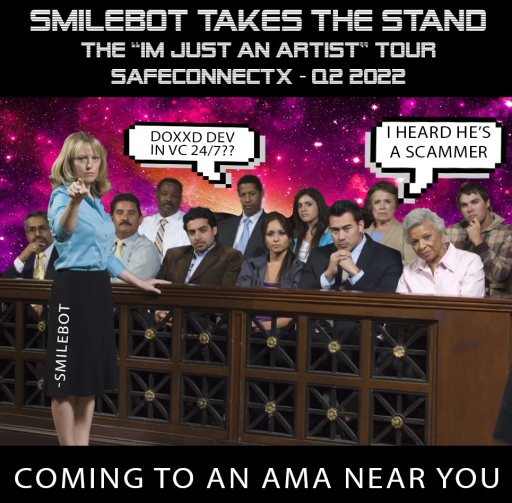 SMILEBOT TAKES THE STAND
THE "IM JUST AN ARTIST" TOUR
SAFECONNECTX - Q2 2022
DOXXD DEV
IN VC 24/7??
I HEARD HE'S
A SCAMMER
-SMILEBOT
COMING TO AN AMA NEAR YOU